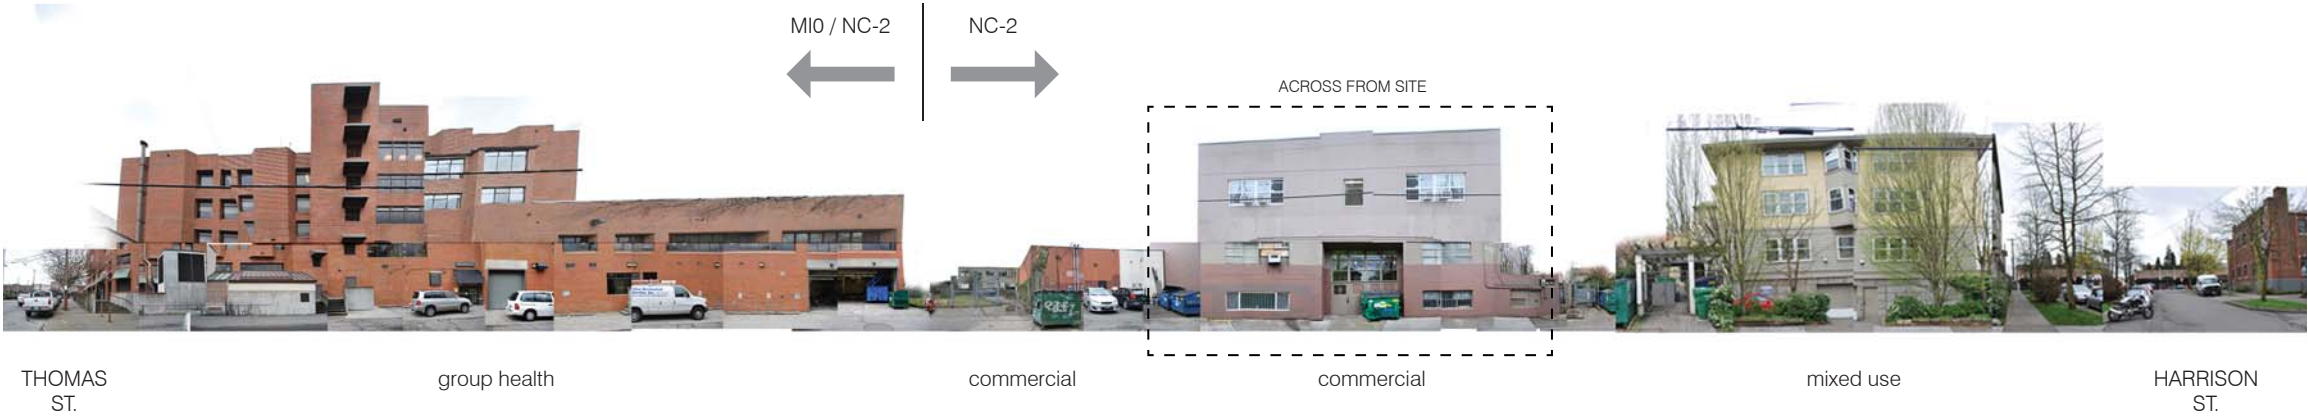 MI0 / NC-2
NC-2
ACROSS FROM SITE
THOMAS
ST.
group health
commercial
commercial
mixed use
HARRISON
ST.